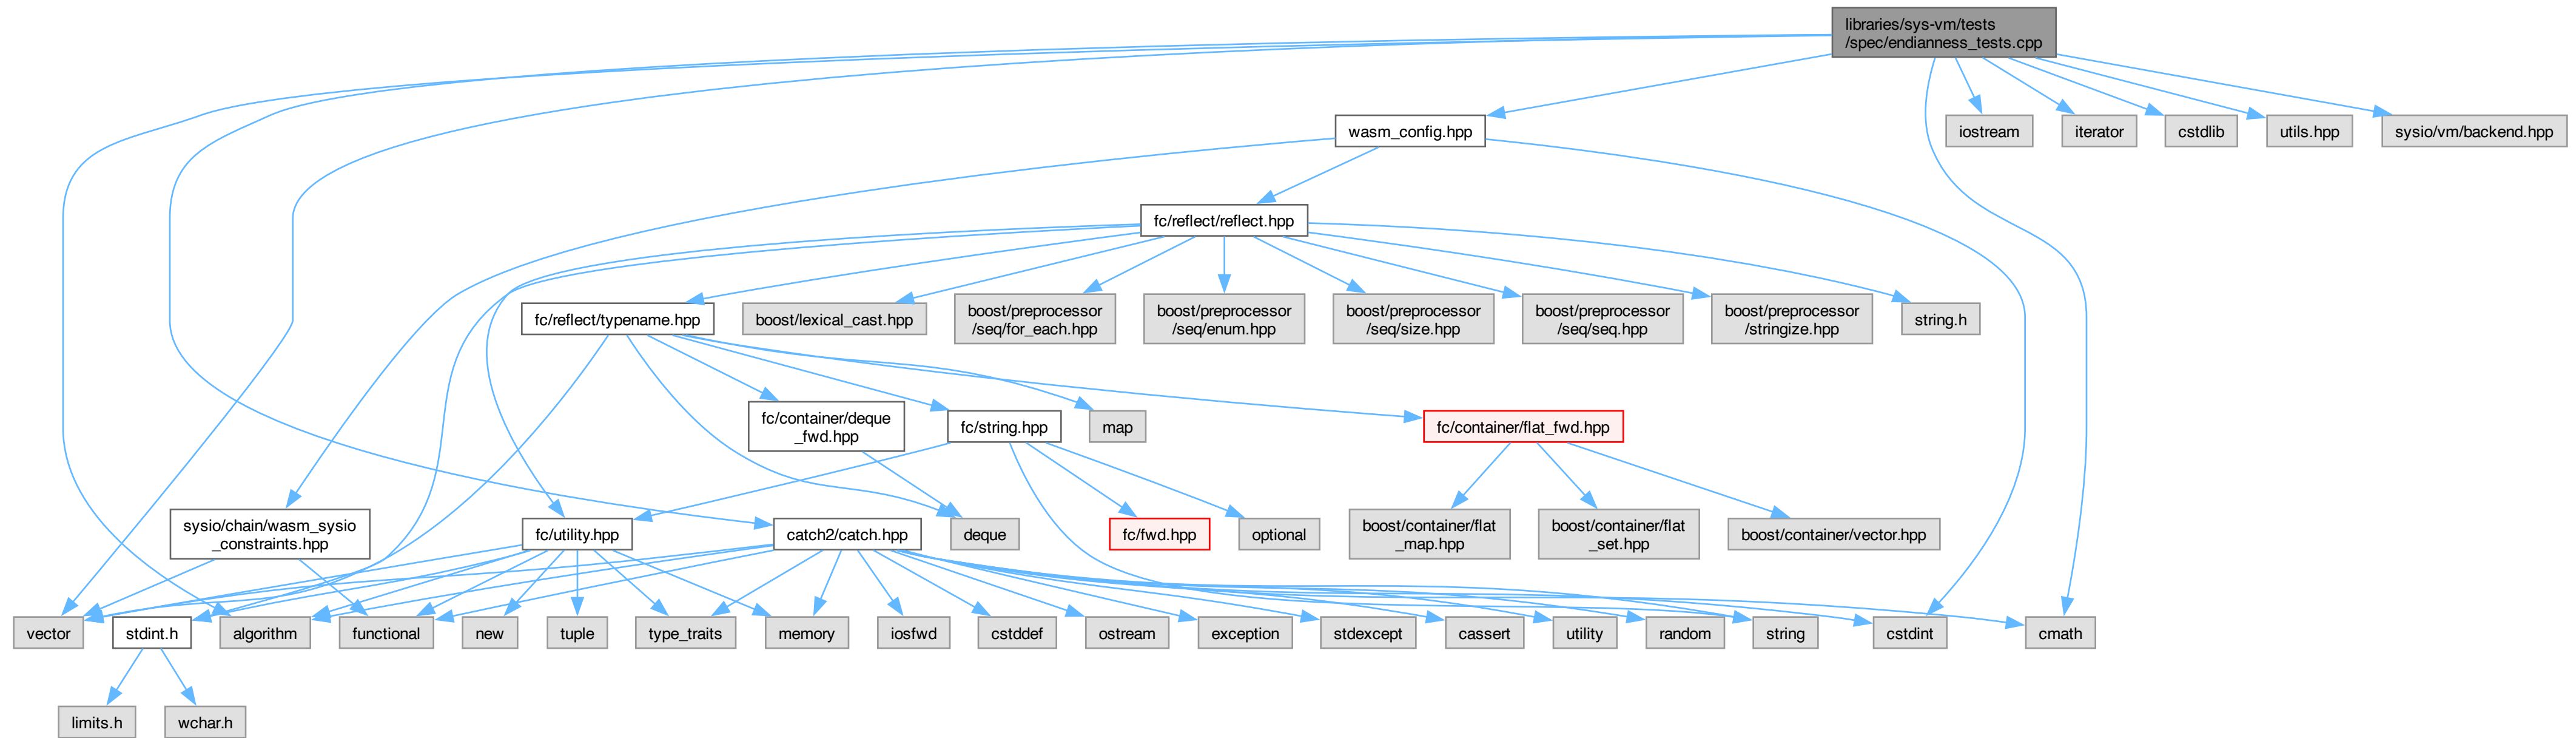 libraries/sys-vm/tests
/spec/endianness_tests.cpp
wasm_config.hpp
iostream
iterator
cstdlib
utils.hpp
sysio/vm/backend.hpp
fc/reflect/reflect.hpp
fc/reflect/typename.hpp
boost/lexical_cast.hpp
boost/preprocessor
/seq/for_each.hpp
boost/preprocessor
/seq/enum.hpp
boost/preprocessor
/seq/size.hpp
boost/preprocessor
/seq/seq.hpp
boost/preprocessor
/stringize.hpp
string.h
fc/container/deque
_fwd.hpp
fc/string.hpp
map
fc/container/flat_fwd.hpp
sysio/chain/wasm_sysio
_constraints.hpp
fc/utility.hpp
catch2/catch.hpp
deque
fc/fwd.hpp
optional
boost/container/flat
_map.hpp
boost/container/flat
_set.hpp
boost/container/vector.hpp
vector
stdint.h
algorithm
functional
new
tuple
type_traits
memory
iosfwd
cstddef
ostream
exception
stdexcept
cassert
utility
random
string
cstdint
cmath
limits.h
wchar.h